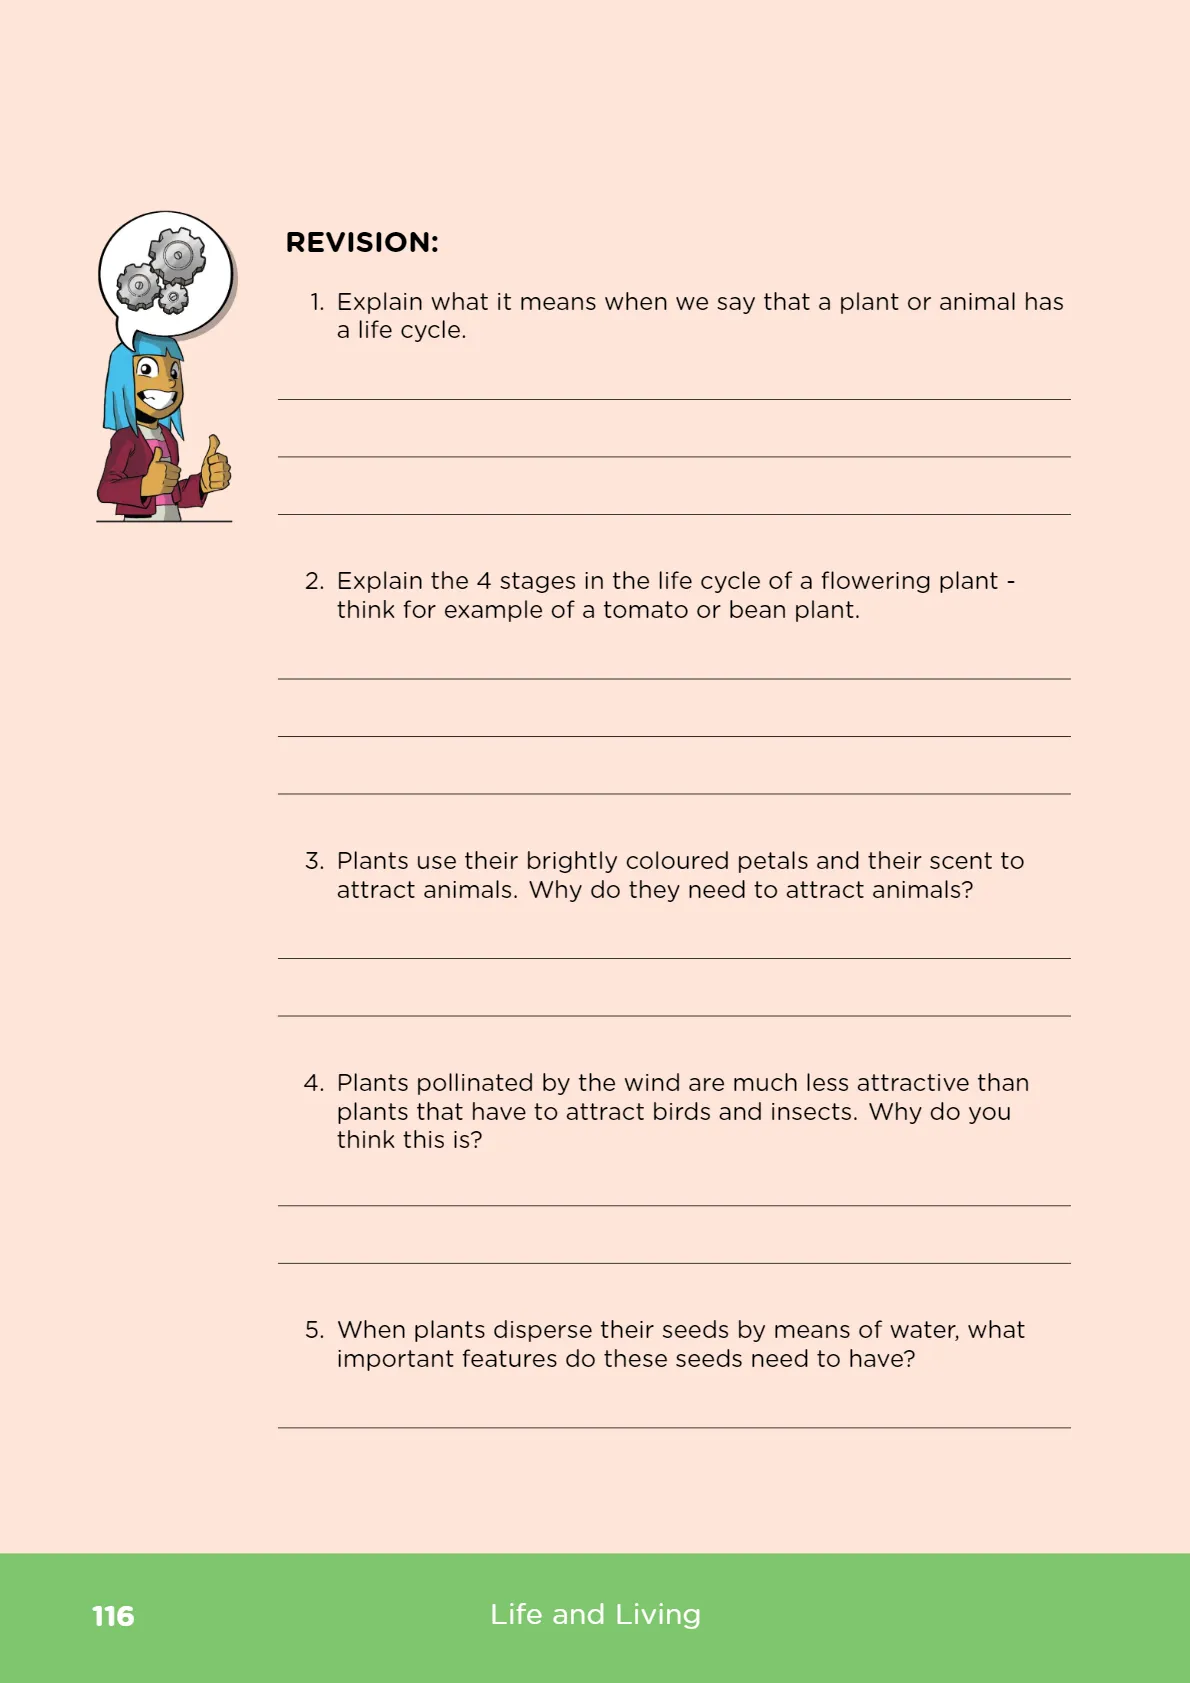 REVISION:
1. Explain what it means when we say that a plant or animal has
a life cycle.
2. Explain the 4 stages in the life cycle of a flowering plant -
think for example of a tomato or bean plant.
3. Plants use their brightly coloured petals and their scent to
attract animals. Why do they need to attract animals?
4. Plants pollinated by the wind are much less attractive than
plants that have to attract birds and insects. Why do you
think this is?
5. When plants disperse their seeds by means of water, what
important features do these seeds need to have?
116
Life and Living